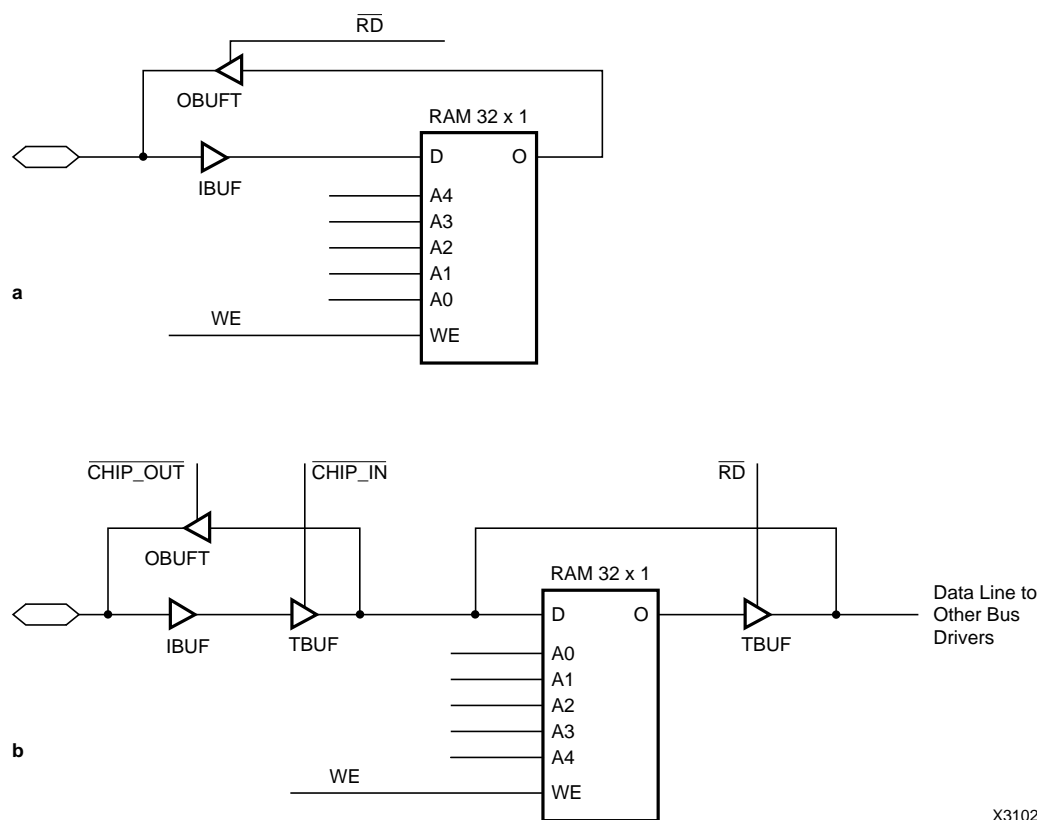 RD
OBUFT
RAM 32 x 1
D O
IBUF
A4
A3
A2
A1
A0
a
WE
WE
CHIP_OUT CHIP_IN RD
OBUFT
RAM 32 x 1
D O
IBUF TBUF TBUF
Data Line to
Other Bus
Drivers
A0
A1
A2
A3
A4
b
WE
WE
X3102